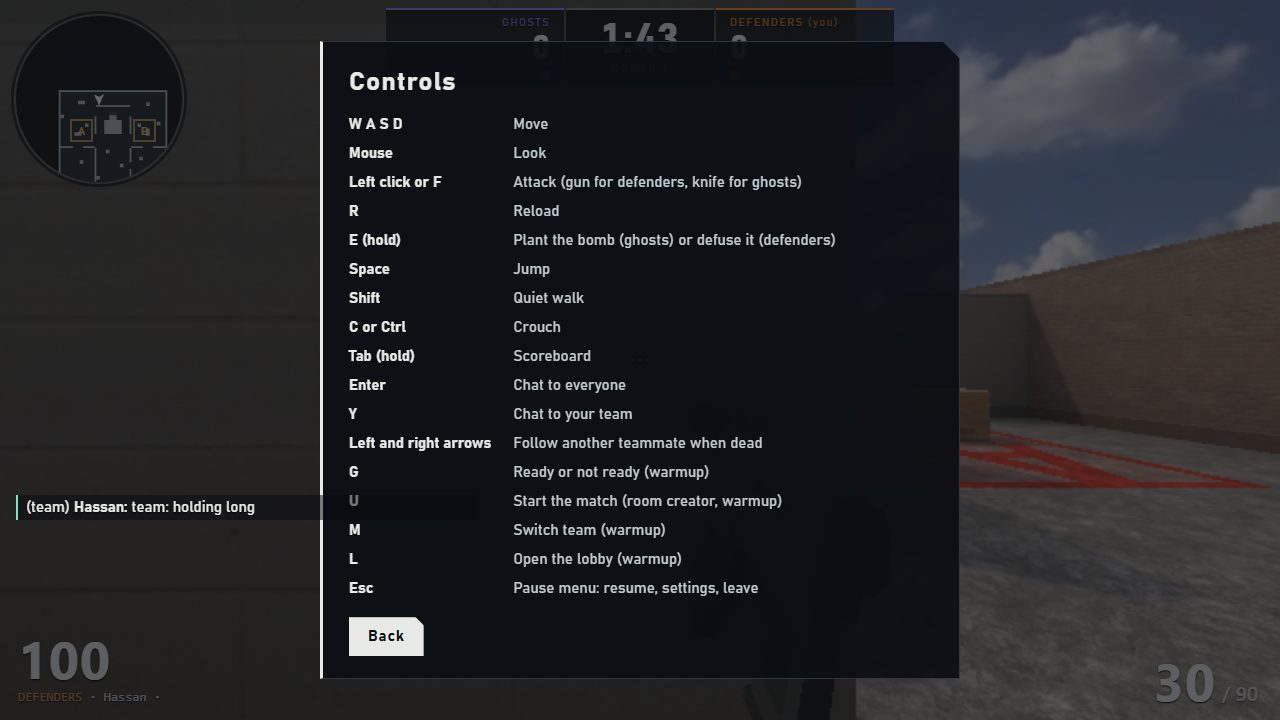 GHOSTS
0
1:43
DEFENDERS (you)
0
A
B
Controls
W A S D Move
Mouse Look
Left click or F Attack (gun for defenders, knife for ghosts)
R Reload
E (hold) Plant the bomb (ghosts) or defuse it (defenders)
Space Jump
Shift Quiet walk
C or Ctrl Crouch
Tab (hold) Scoreboard
Enter Chat to everyone
Y Chat to your team
Left and right arrows Follow another teammate when dead
G Ready or not ready (warmup)
U Start the match (room creator, warmup)
M Switch team (warmup)
L Open the lobby (warmup)
Esc Pause menu: resume, settings, leave
Back
(team) Hassan: team: holding long
100
DEFENDERS · Hassan ·
30 / 90